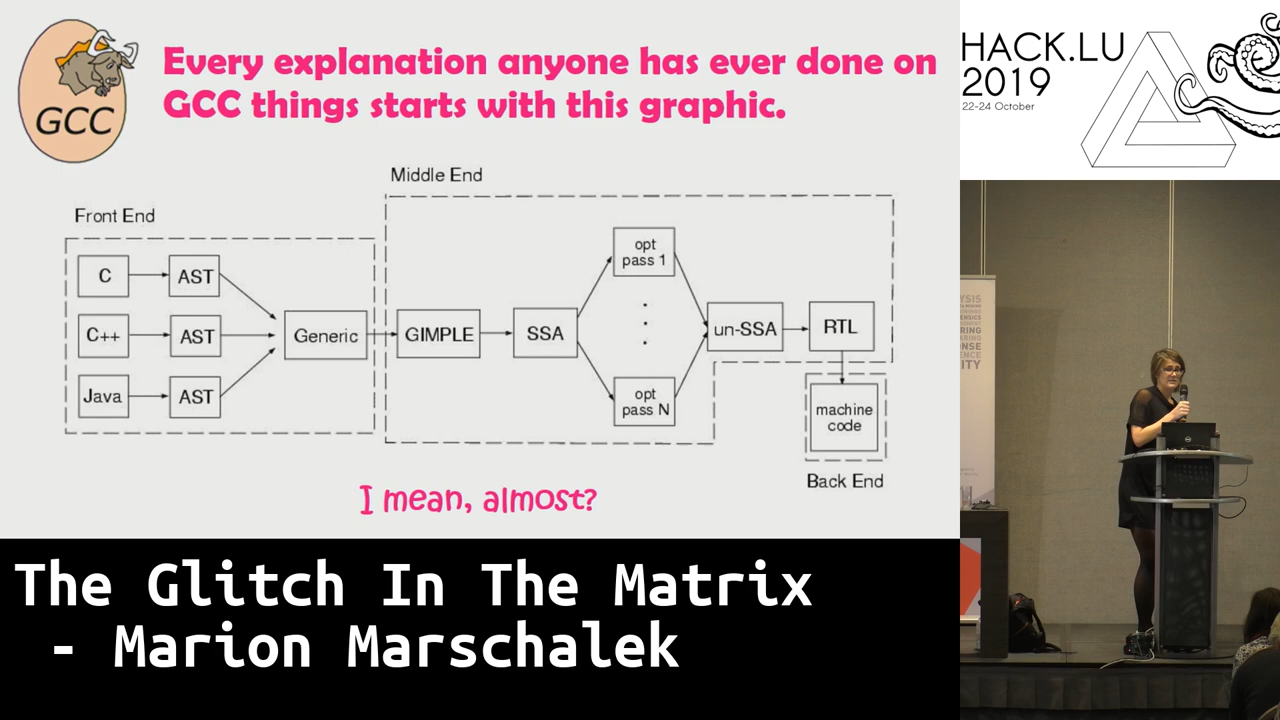 GCC
Every explanation anyone has ever done on
GCC things starts with this graphic.
Middle End
Front End
C
AST
C++
AST
Java
AST
Generic
GIMPLE
SSA
opt
pass 1
opt
pass N
un-SSA
RTL
machine
code
Back End
I mean, almost?
The Glitch In The Matrix
- Marion Marschalek
HACK.LU
2019
22-24 October